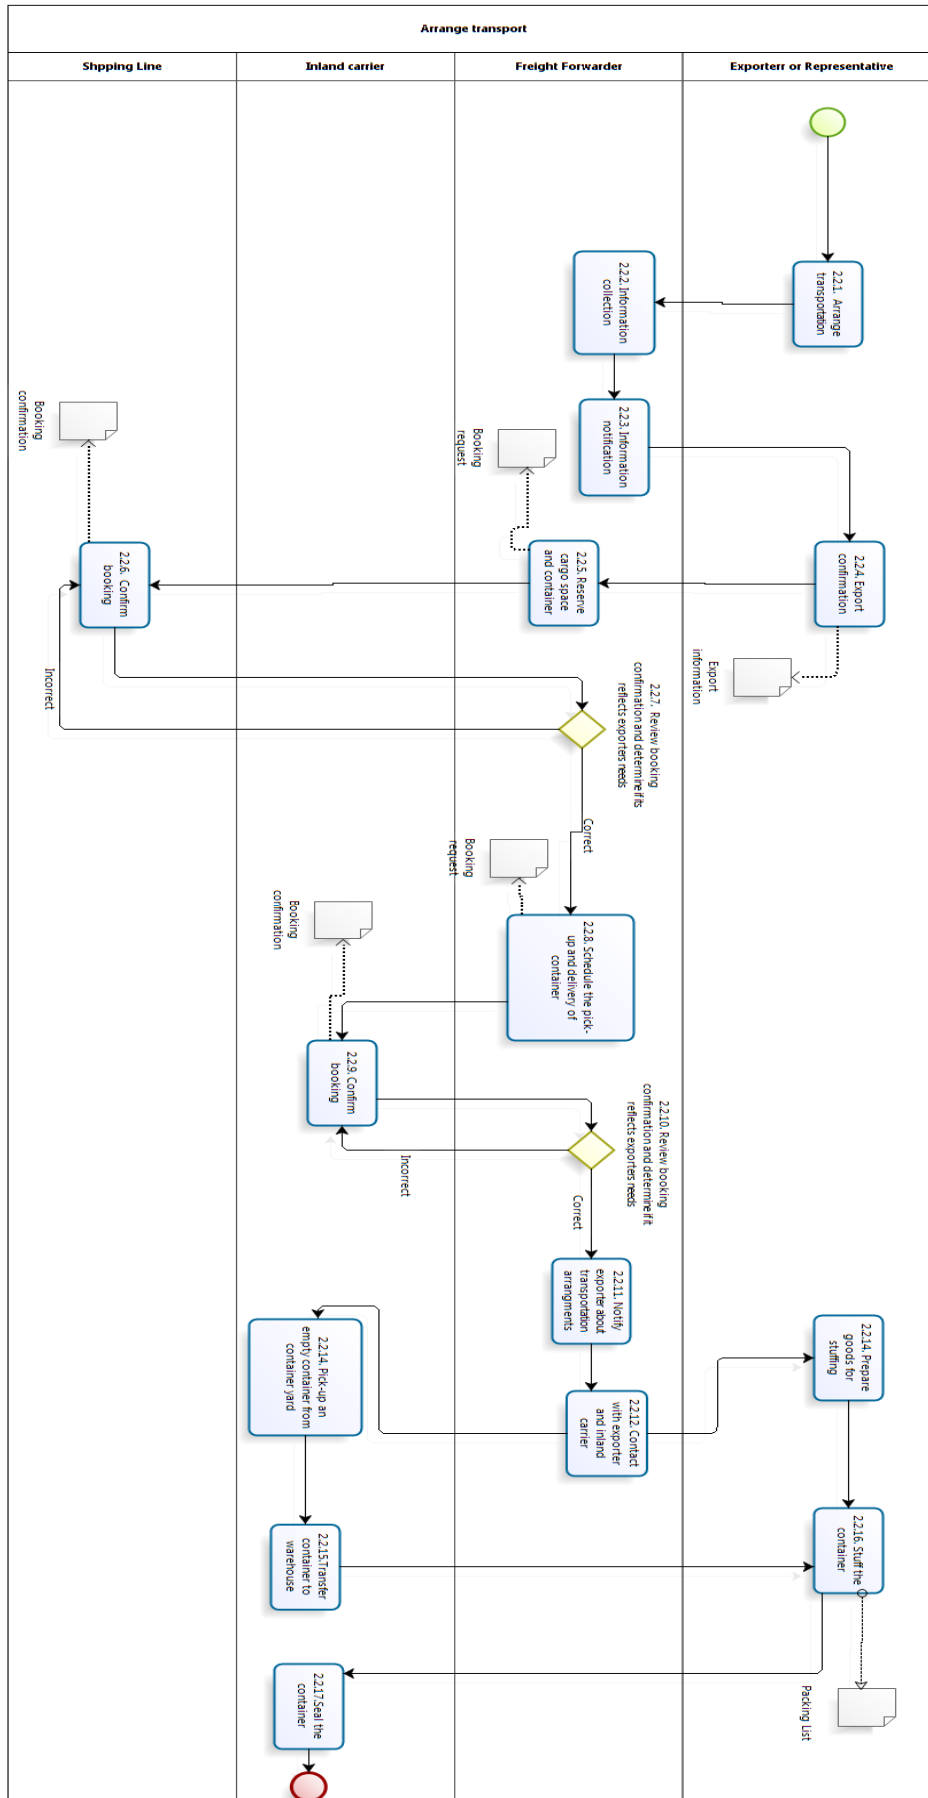 Arrange transport
Shpping Line
Inland carrier
Freight Forwarder
Exporterr or Representative
2.2.1. Arrange
transportation
2.2.2. Information
collection
2.2.3. Information
notification
Booking
confirmation
Booking
request
2.2.4. Export
confirmation
2.2.5. Reserve
cargo space
and container
2.2.6. Confirm
booking
Export
information
Incorrect
2.2.7. Review booking
confirmation and determine if its
reflects exporters needs
Correct
Booking
request
Booking
confirmation
2.2.8. Schedule the pick-
up and delivery of
container
2.2.9. Confirm
booking
2.2.10. Review booking
confirmation and determine if it
reflects exporters needs
Incorrect
Correct
2.2.11. Notify
exporter about
transportation
arrangments
2.2.14. Pick-up an
empty container from
container yard
2.2.14. Prepare
goods for
stuffing
2.2.12. Contact
with exporter
and inland
carrier
2.2.16. Stuff the
container
2.2.15.Transfer
container to
warehouse
2.2.17.Seal the
container
Packing List